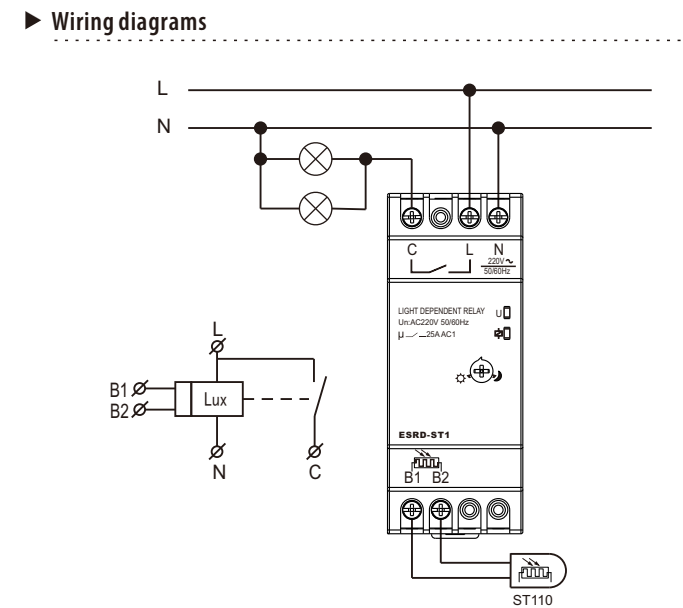 Wiring diagrams
L
N
C L N
220V ~
50/60Hz
LIGHT DEPENDENT RELAY U
Un:AC220V 50/60Hz
µ 25A AC1
L
B1
B2
Lux
N
C
ESRD-ST1
B1 B2
ST110